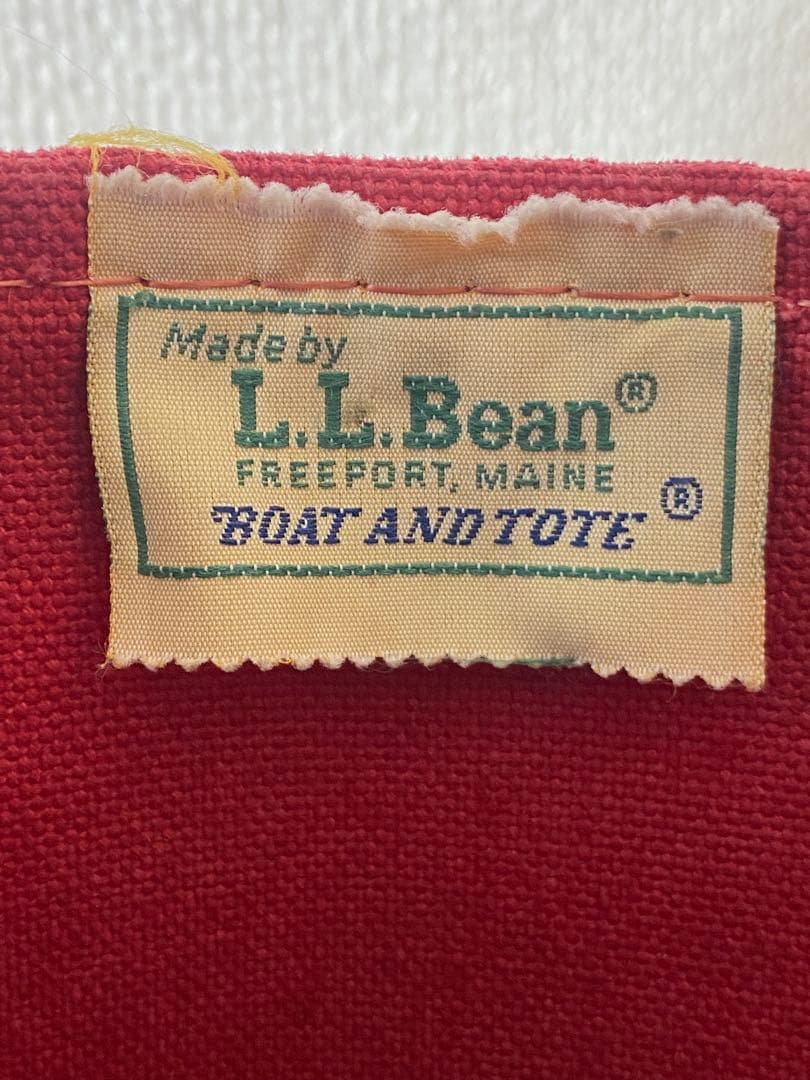 Made by
L.L.Bean®
FREEPORT, MAINE
BOAT AND TOTE ®